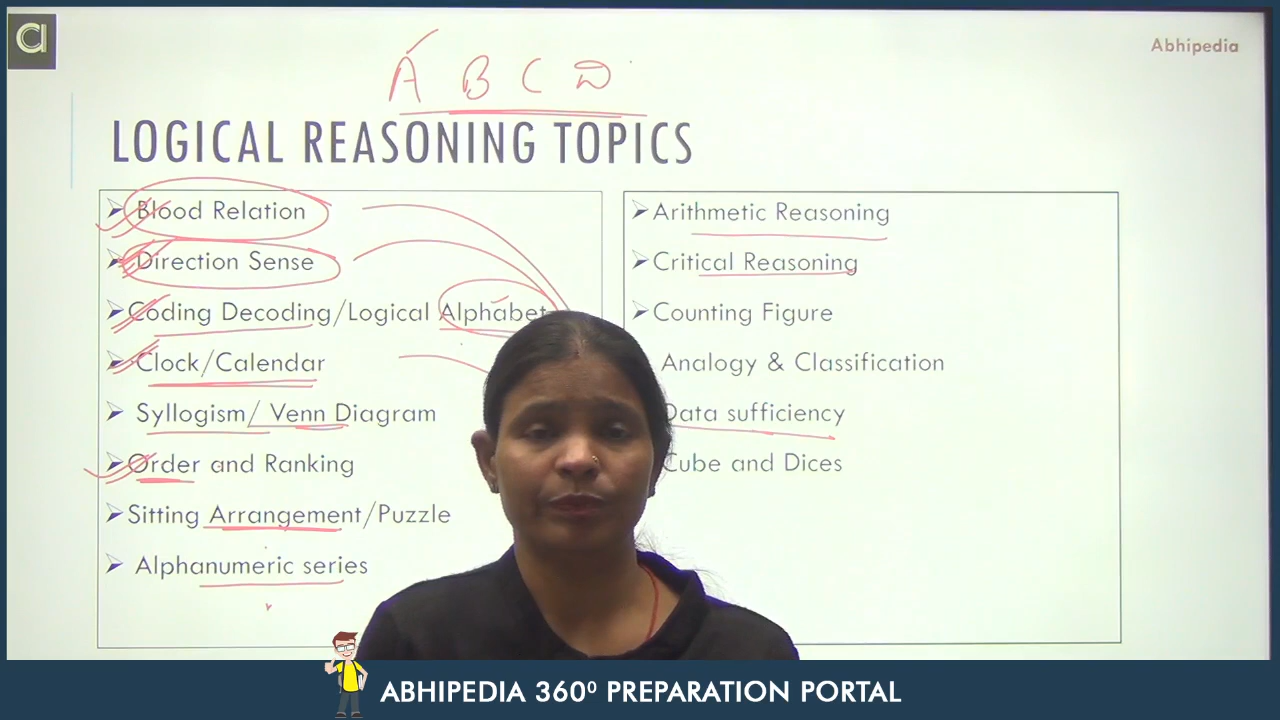 Abhipedia
A B C D
LOGICAL REASONING TOPICS
Blood Relation
Direction Sense
Coding Decoding/Logical Alphabet
Clock/Calendar
Syllogism/ Venn Diagram
Order and Ranking
Sitting Arrangement/Puzzle
Alphanumeric series
Arithmetic Reasoning
Critical Reasoning
Counting Figure
Analogy & Classification
Data sufficiency
Cube and Dices
ABHIPEDIA 360⁰ PREPARATION PORTAL